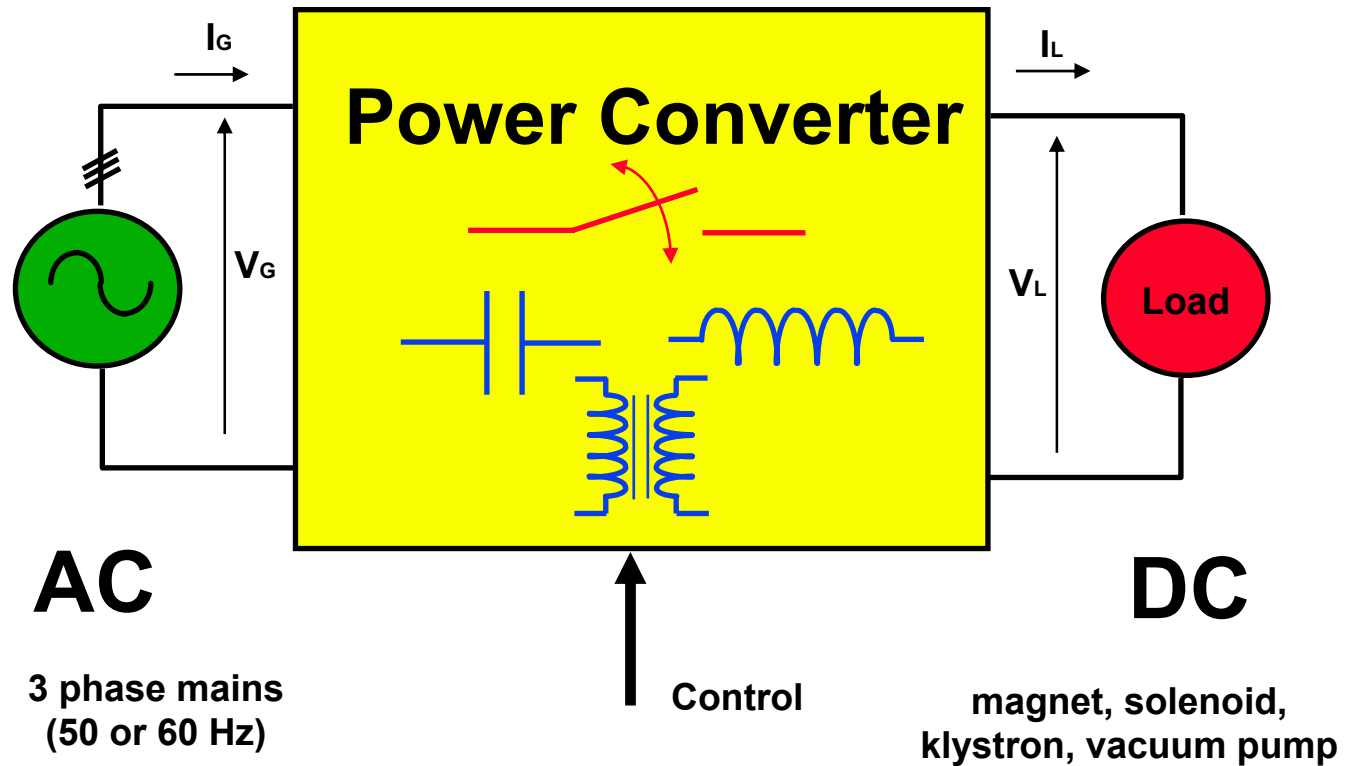 IG
IL
Power Converter
VG
VL
Load
AC
DC
3 phase mains
(50 or 60 Hz)
Control
magnet, solenoid,
klystron, vacuum pump